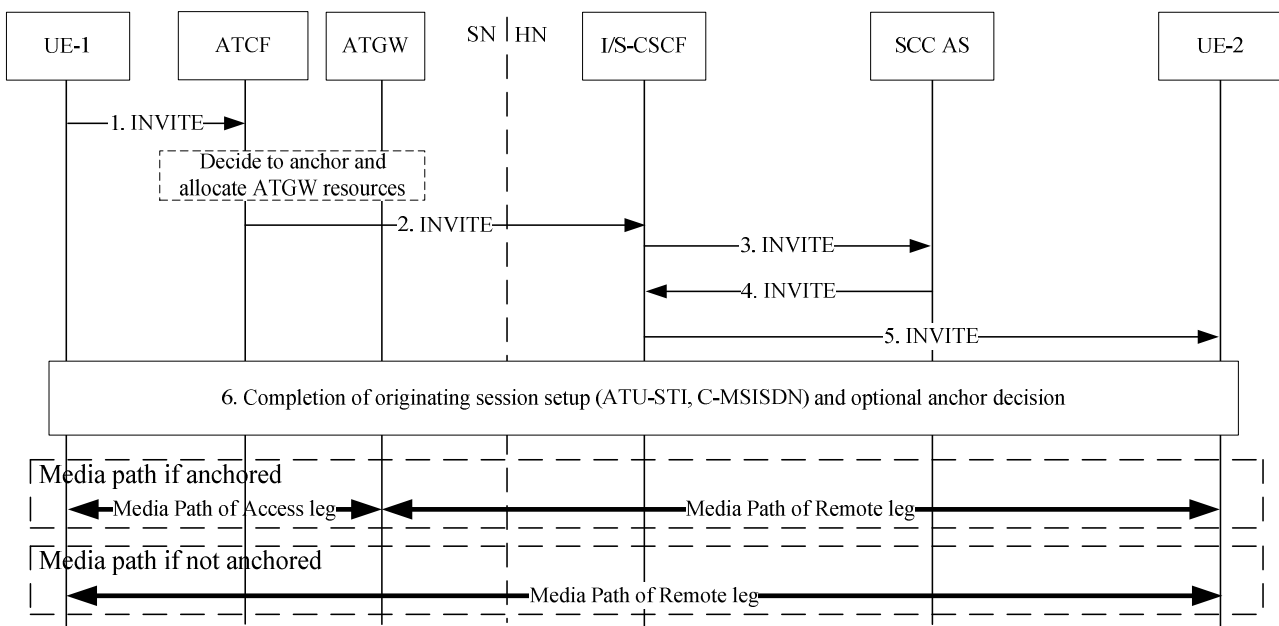 UE-1
ATCF
ATGW
SN
HN
I/S-CSCF
SCC AS
UE-2
1. INVITE
Decide to anchor and
allocate ATGW resources
2. INVITE
3. INVITE
4. INVITE
5. INVITE
6. Completion of originating session setup (ATU-STI, C-MSISDN) and optional anchor decision
Media path if anchored
Media Path of Access leg
Media Path of Remote leg
Media path if not anchored
Media Path of Remote leg